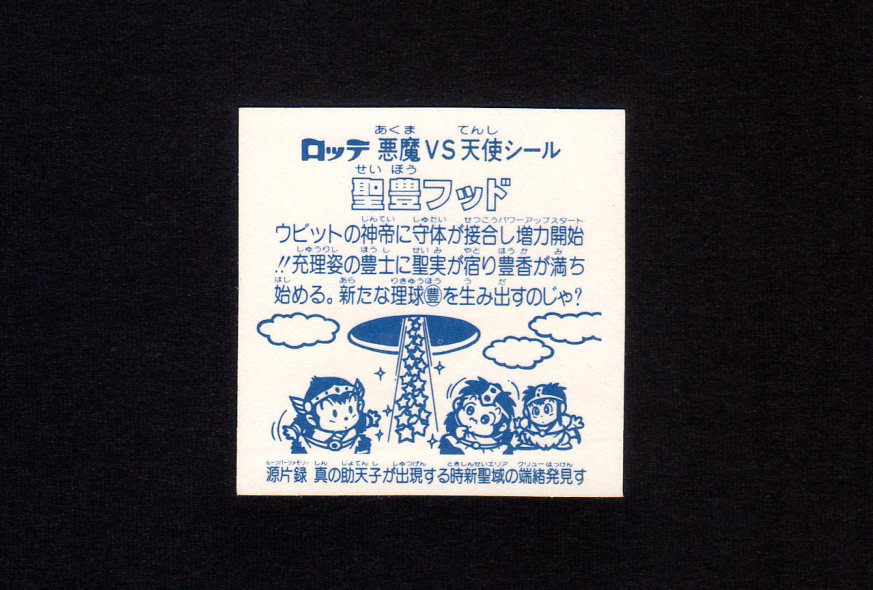 あくま てんし
ロッテ 悪魔VS天使シール
せい ほう
聖豊フッド
しんてい しゅたい せつごうパワーアップスタート
ウビットの神帝に守体が接合し増力開始
じゅうりし ほうし せいみ やど ほうか み
!!充理姿の豊士に聖実が宿り豊香が満ち
はじ あら りきゅうほう う だ
始める。新たな理球豊を生み出すのじゃ?
ルーツパーツメモリー しん じょてんし しゅつげん ときしんせいエリア クリューはっけん
源片録 真の助天子が出現する時新聖域の端緒発見す